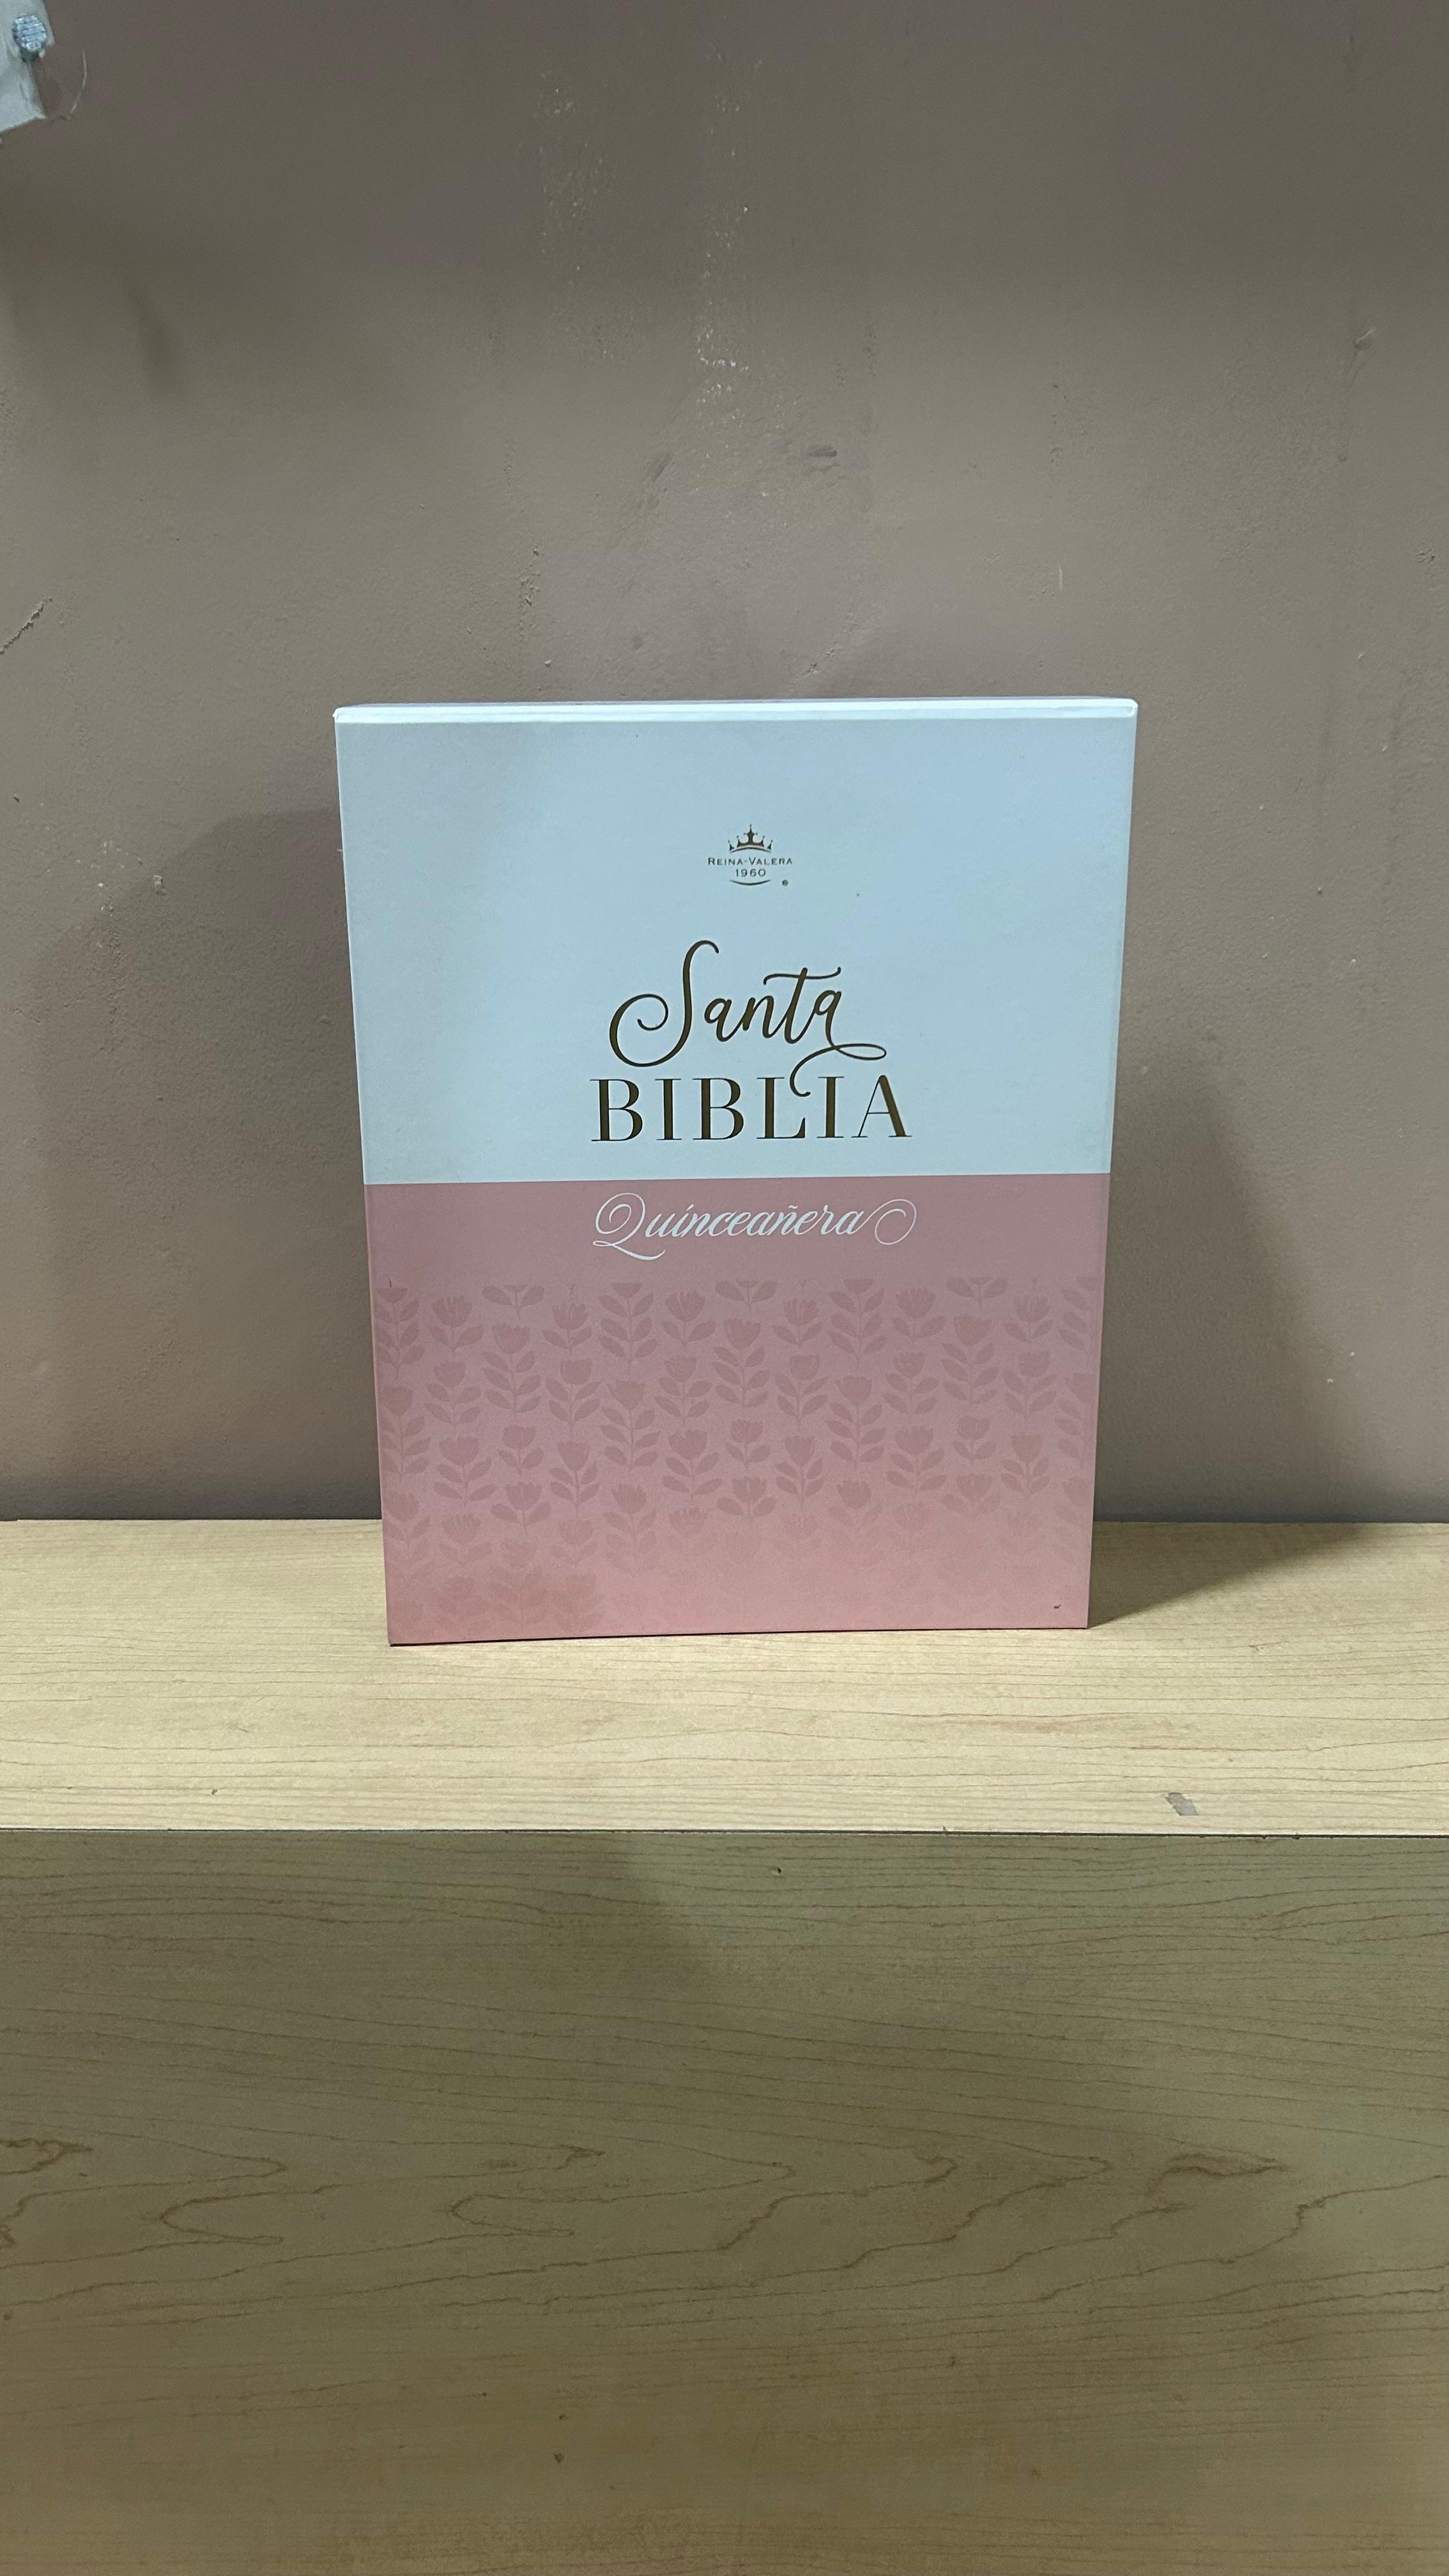 REINA-VALERA
1960
®
Santa
BIBLIA
Quinceañera